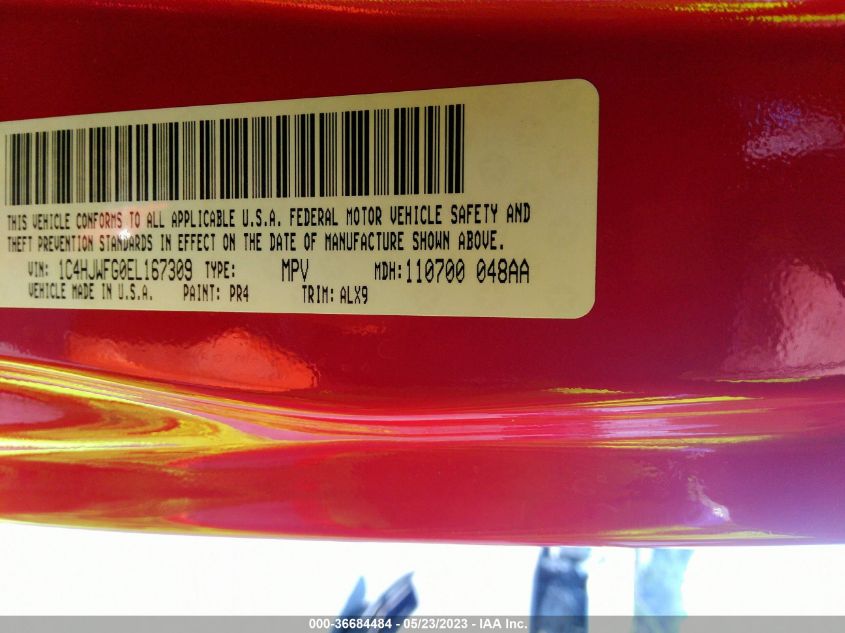 THIS VEHICLE CONFORMS TO ALL APPLICABLE U.S.A. FEDERAL MOTOR VEHICLE SAFETY AND
THEFT PREVENTION STANDARDS IN EFFECT ON THE DATE OF MANUFACTURE SHOWN ABOVE.
VIN: 1C4HJWFG0EL167309 TYPE: MPV MDH: 110700 048AA
VEHICLE MADE IN U.S.A. PAINT: PR4 TRIM: ALX9
000-36684484 - 05/23/2023 - IAA Inc.